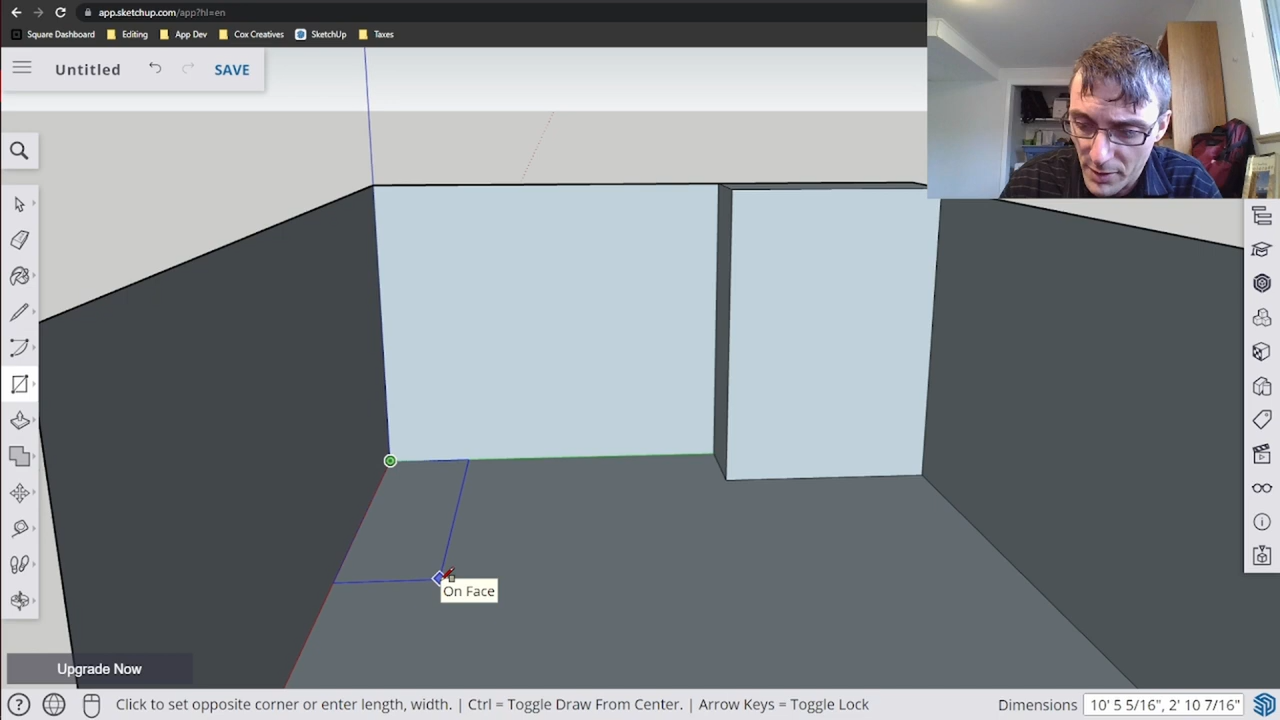 app.sketchup.com/app?hl=en
Square Dashboard Editing App Dev Cox Creatives SketchUp Taxes
Untitled SAVE
On Face
Upgrade Now
Click to set opposite corner or enter length, width. | Ctrl = Toggle Draw From Center. | Arrow Keys = Toggle Lock Dimensions 10' 5 5/16", 2' 10 7/16"